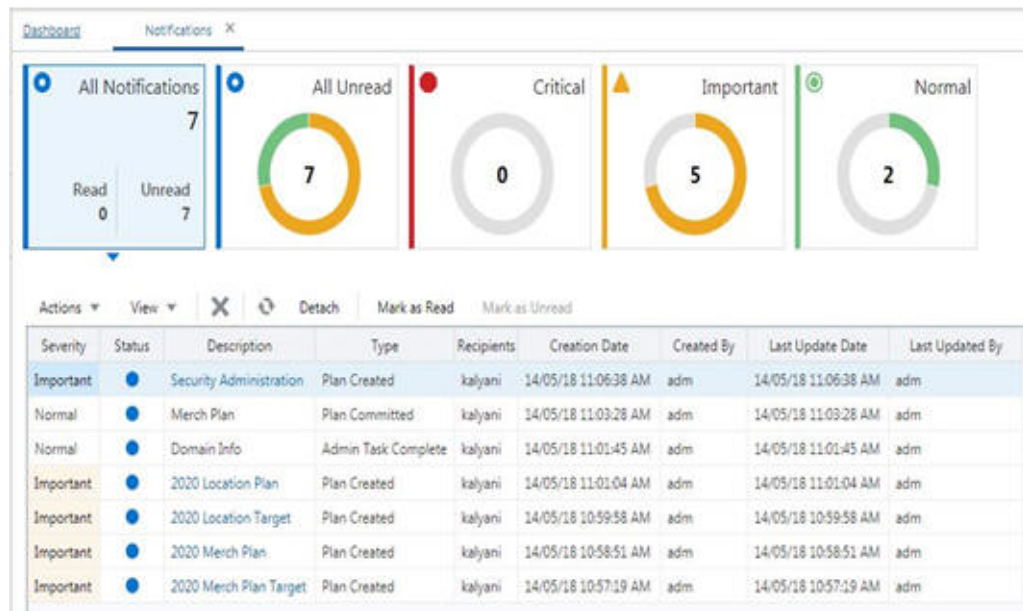 Dashboard Notifications X
All Notifications All Unread Critical Important Normal
7
7 0 5 2
Read Unread
0 7
Actions View Detach Mark as Read Mark as Unread
Severity Status Description Type Recipients Creation Date Created By Last Update Date Last Updated By
Important Security Administration Plan Created kalyani 14/05/18 11:06:38 AM adm 14/05/18 11:06:38 AM adm
Normal Merch Plan Plan Committed kalyani 14/05/18 11:03:28 AM adm 14/05/18 11:03:28 AM adm
Normal Domain Info Admin Task Complete kalyani 14/05/18 11:01:45 AM adm 14/05/18 11:01:45 AM adm
Important 2020 Location Plan Plan Created kalyani 14/05/18 11:01:04 AM adm 14/05/18 11:01:04 AM adm
Important 2020 Location Target Plan Created kalyani 14/05/18 10:59:58 AM adm 14/05/18 10:59:58 AM adm
Important 2020 Merch Plan Plan Created kalyani 14/05/18 10:58:51 AM adm 14/05/18 10:58:51 AM adm
Important 2020 Merch Plan Target Plan Created kalyani 14/05/18 10:57:19 AM adm 14/05/18 10:57:19 AM adm